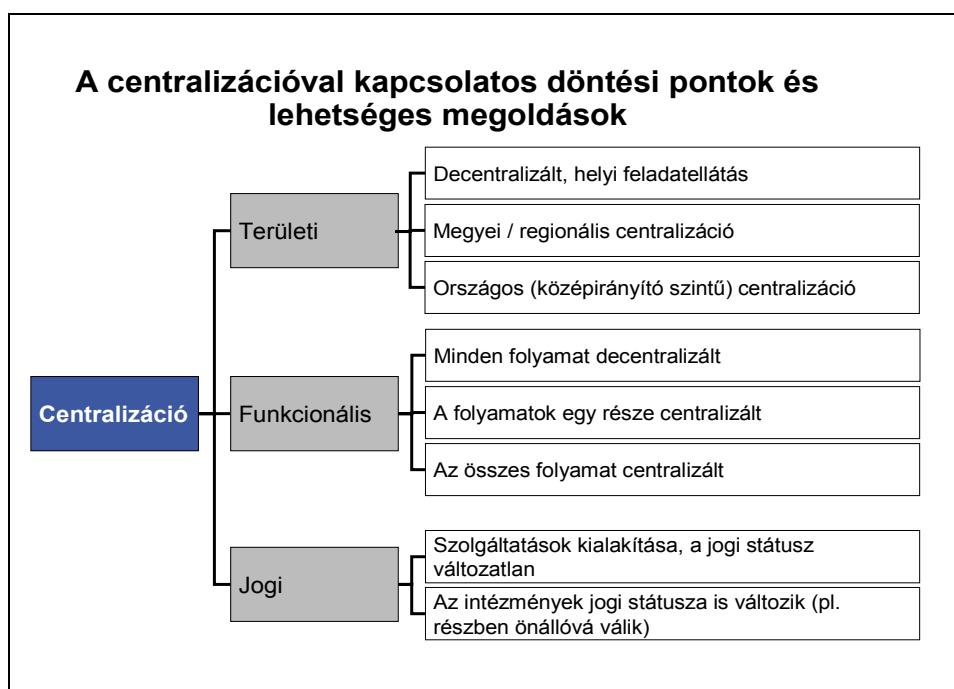 A centralizációval kapcsolatos döntési pontok és
lehetséges megoldások
Centralizáció
Területi
Decentralizált, helyi feladatellátás
Megyei / regionális centralizáció
Országos (középirányító szintű) centralizáció
Funkcionális
Minden folyamat decentralizált
A folyamatok egy része centralizált
Az összes folyamat centralizált
Jogi
Szolgáltatások kialakítása, a jogi státusz
változatlan
Az intézmények jogi státusza is változik (pl.
részben önállóvá válik)